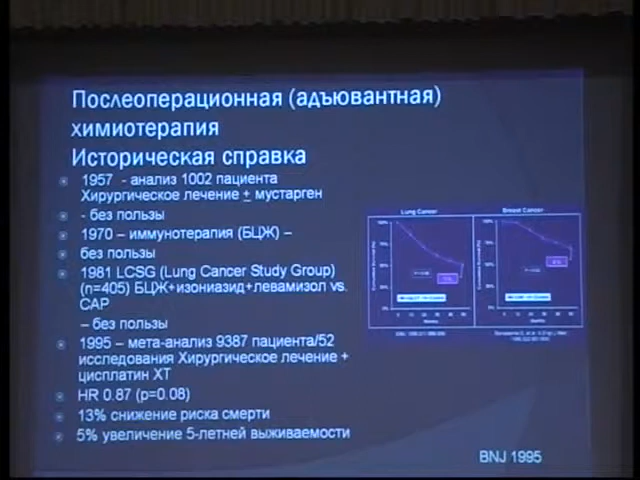 Послеоперационная (адъювантная)
химиотерапия
Историческая справка
1957 - анализ 1002 пациента
Хирургическое лечение + мустарген
- без пользы
1970 – иммунотерапия (БЦЖ) –
без пользы
1981 LCSG (Lung Cancer Study Group)
(n=405) БЦЖ+изониазид+левамизол vs.
CAP
– без пользы
1995 – мета-анализ 9387 пациента/52
исследования Хирургическое лечение +
цисплатин ХТ
HR 0.87 (p=0.08)
13% снижение риска смерти
5% увеличение 5-летней выживаемости
Lung Cancer
Breast Cancer
BNJ 1995